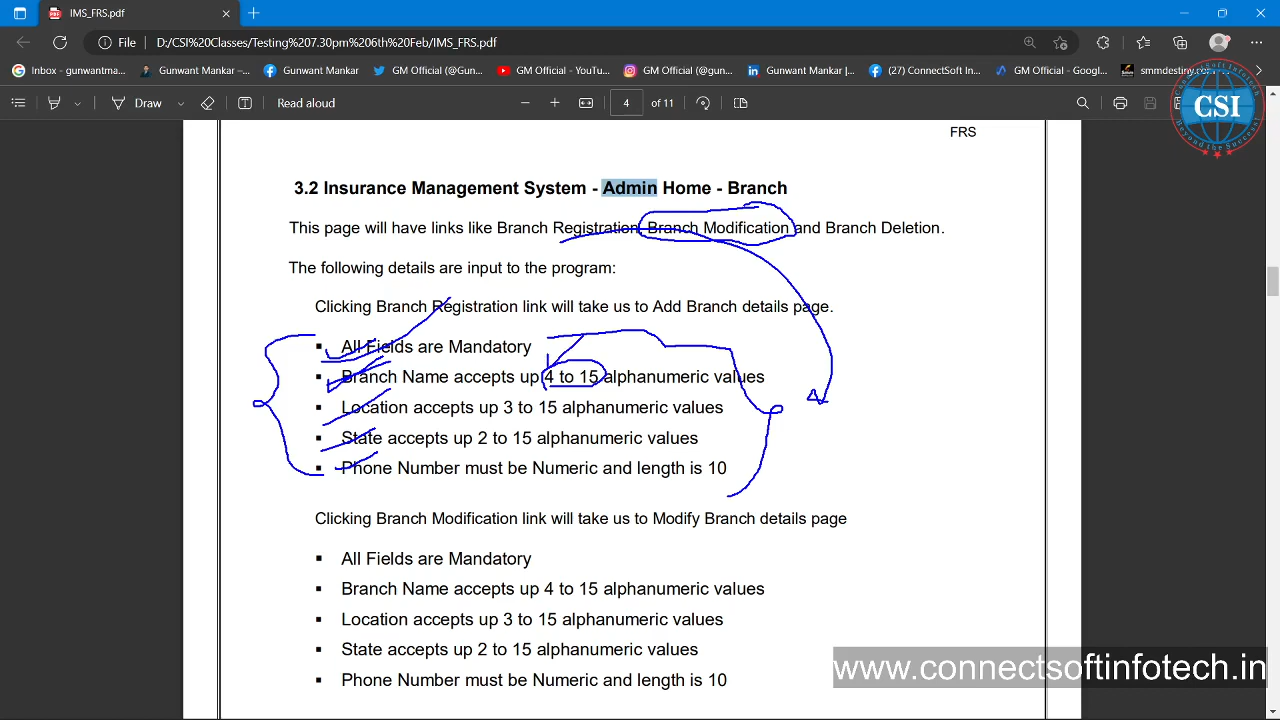 IMS_FRS.pdf
File D:/CSI%20Classes/Testing%207.30pm%206th%20Feb/IMS_FRS.pdf
Inbox - gunwantma... Gunwant Mankar –... Gunwant Mankar GM Official (@Gun... GM Official - YouTu... GM Official (@gun... Gunwant Mankar |... (27) ConnectSoft In... GM Official - Googl... smmdestiny.com
Draw Read aloud 4 of 11
CSI
FRS
3.2 Insurance Management System - Admin Home - Branch
This page will have links like Branch Registration, Branch Modification and Branch Deletion.
The following details are input to the program:
Clicking Branch Registration link will take us to Add Branch details page.
▪ All Fields are Mandatory
▪ Branch Name accepts up 4 to 15 alphanumeric values
▪ Location accepts up 3 to 15 alphanumeric values
▪ State accepts up 2 to 15 alphanumeric values
▪ Phone Number must be Numeric and length is 10
Clicking Branch Modification link will take us to Modify Branch details page
▪ All Fields are Mandatory
▪ Branch Name accepts up 4 to 15 alphanumeric values
▪ Location accepts up 3 to 15 alphanumeric values
▪ State accepts up 2 to 15 alphanumeric values
▪ Phone Number must be Numeric and length is 10
www.connectsoftinfotech.in